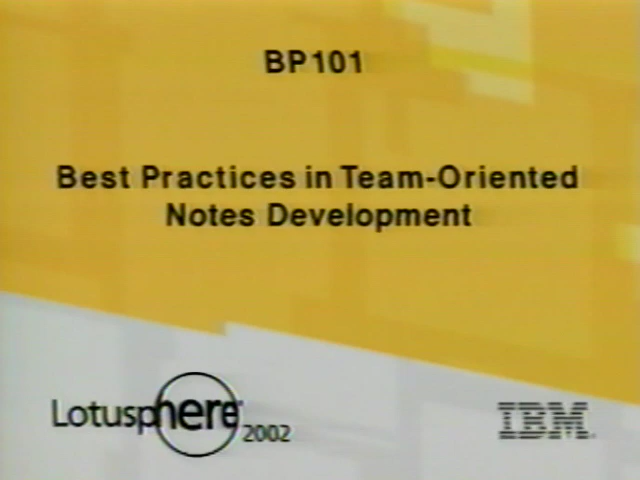 BP101
Best Practices in Team-Oriented
Notes Development
Lotusphere 2002
IBM